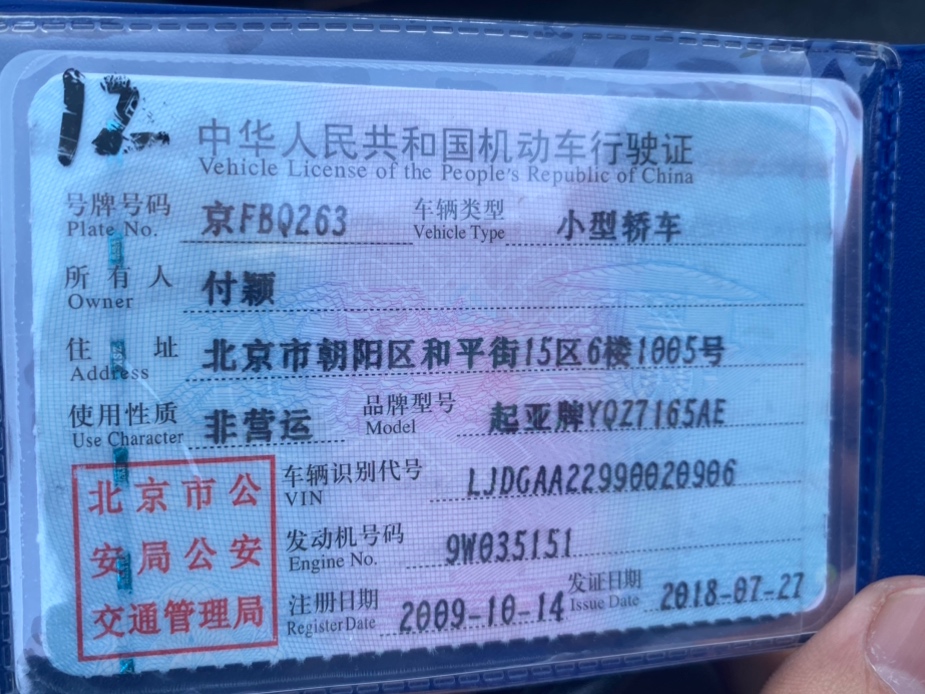 12
中华人民共和国机动车行驶证
Vehicle License of the People's Republic of China
号牌号码 京FBQ263 车辆类型 小型轿车
Plate No. Vehicle Type
所有人 付颖
Owner
住址 北京市朝阳区和平街15区6楼1005号
Address
使用性质 非营运 品牌型号 起亚牌YQZ7165AE
Use Character Model
车辆识别代号 LJDGAA22990020906
VIN
发动机号码 9W035151
Engine No.
注册日期 2009-10-14 发证日期 2018-07-27
Register Date Issue Date
北京市公
安局公安
交通管理局